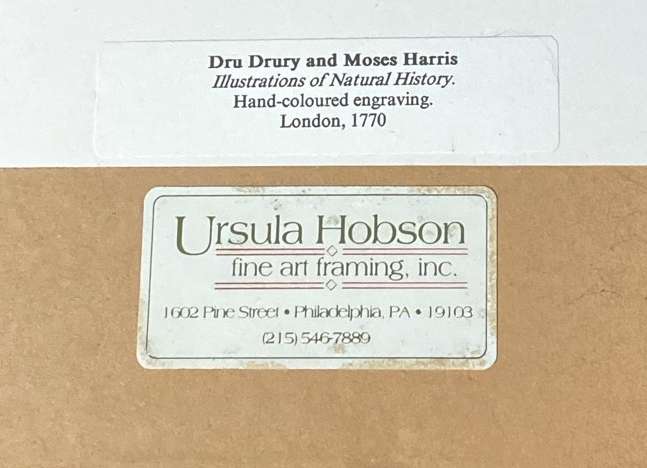 Dru Drury and Moses Harris
Illustrations of Natural History.
Hand-coloured engraving.
London, 1770
Ursula Hobson
fine art framing, inc.
1602 Pine Street • Philadelphia, PA • 19103
(215) 546-7889